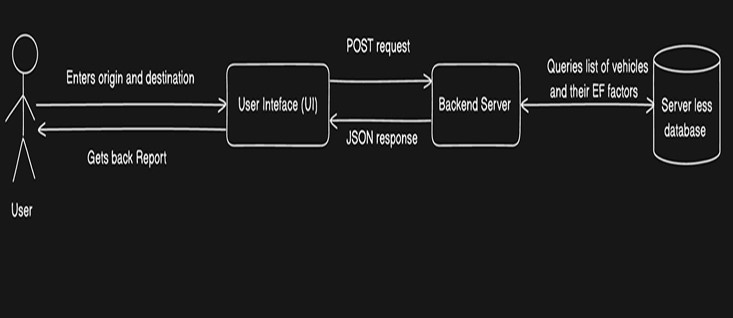 POST request
Enters origin and destination
Queries list of vehicles
and their EF factors
User Inteface (UI)
Backend Server
Server less
database
JSON response
Gets back Report
User